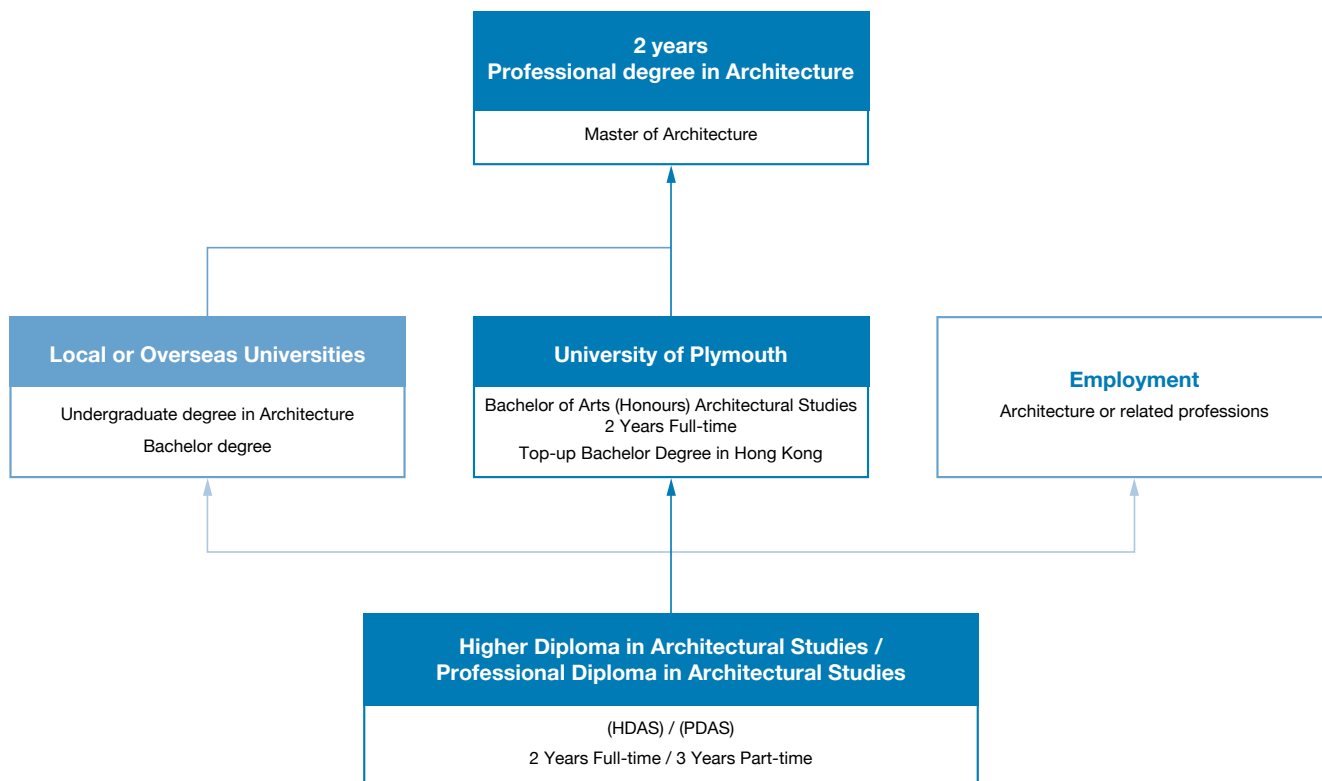 2 years
Professional degree in Architecture
Master of Architecture
Local or Overseas Universities
Undergraduate degree in Architecture
Bachelor degree
University of Plymouth
Bachelor of Arts (Honours) Architectural Studies
2 Years Full-time
Top-up Bachelor Degree in Hong Kong
Employment
Architecture or related professions
Higher Diploma in Architectural Studies /
Professional Diploma in Architectural Studies
(HDAS) / (PDAS)
2 Years Full-time / 3 Years Part-time